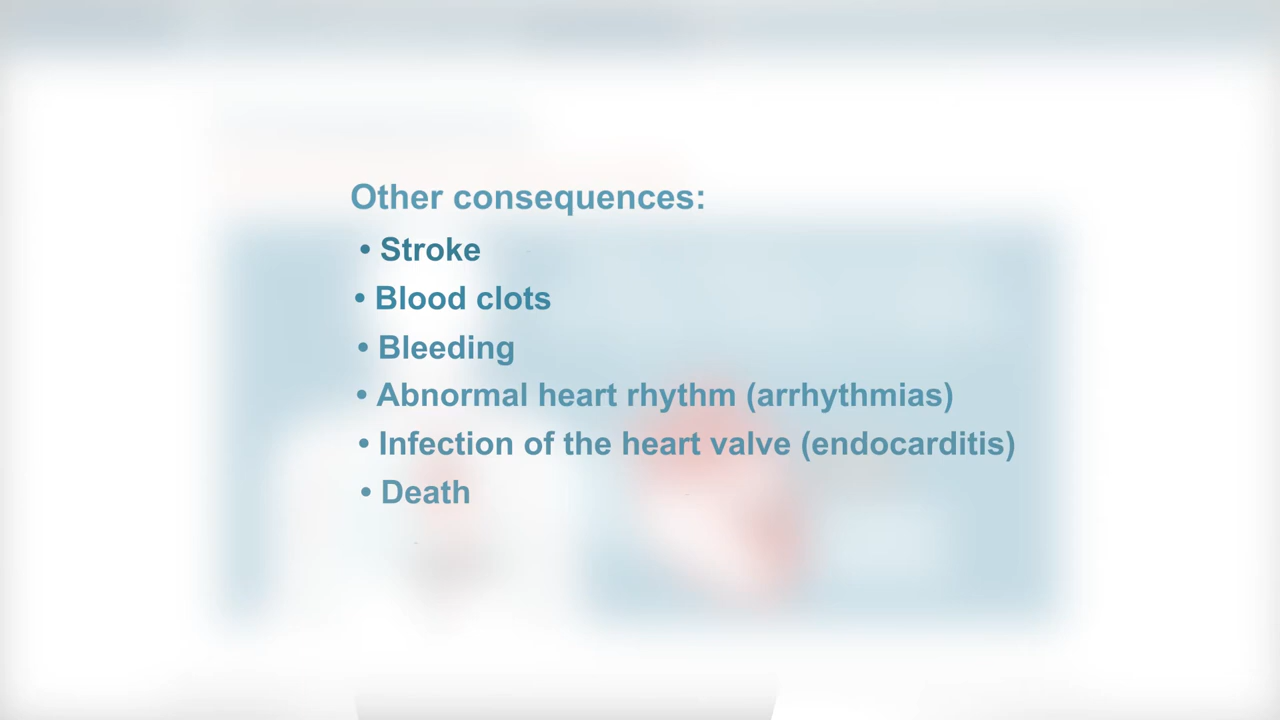 Other consequences:
• Stroke
• Blood clots
• Bleeding
• Abnormal heart rhythm (arrhythmias)
• Infection of the heart valve (endocarditis)
• Death